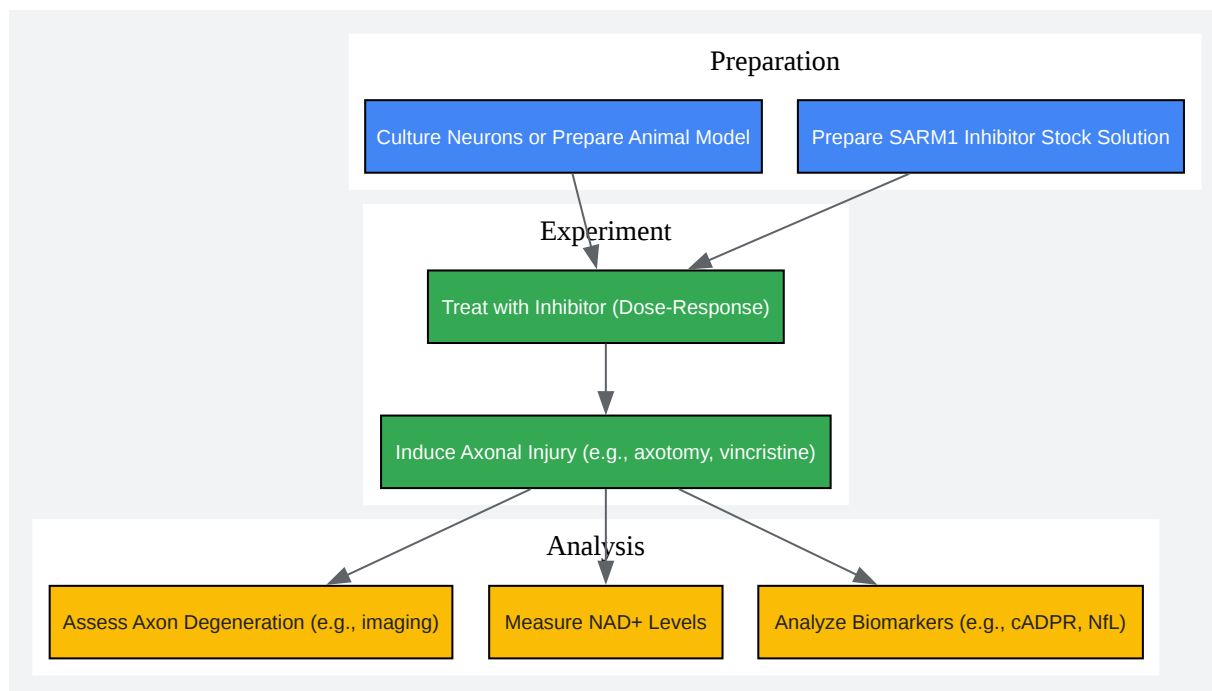 Preparation
Culture Neurons or Prepare Animal Model
Prepare SARM1 Inhibitor Stock Solution
Experiment
Treat with Inhibitor (Dose-Response)
Induce Axonal Injury (e.g., axotomy, vincristine)
Analysis
Assess Axon Degeneration (e.g., imaging)
Measure NAD+ Levels
Analyze Biomarkers (e.g., cADPR, NfL)